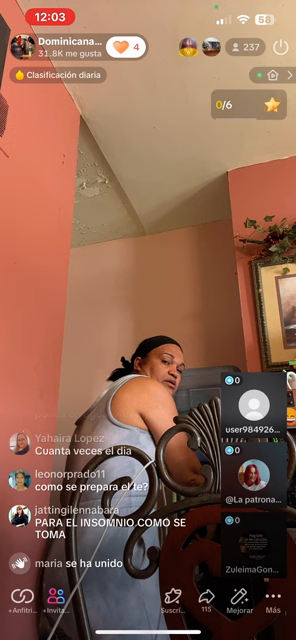 12:03
58
Dominicana...
31.8K me gusta
4
237
Clasificación diaria
0/6
0
user984926...
0
@La patrona...
0
ZuleimaGon...
Yahaira Lopez
Cuanta veces el dia
leonorprado11
como se prepara el te?
jattingilennabara
PARA EL INSOMNIO COMO SE
TOMA
maria se ha unido
+Anfitri...
+Invita...
Suscri...
115
Mejorar
Más